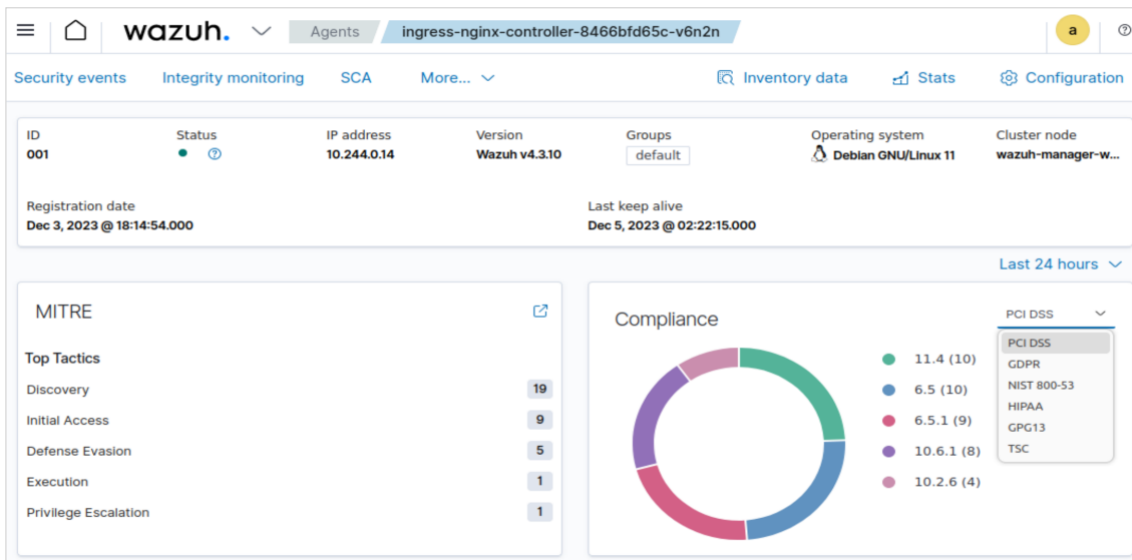 wazuh. Agents ingress-nginx-controller-8466bfd65c-v6n2n a
Security events Integrity monitoring SCA More... Inventory data Stats Configuration
ID Status IP address Version Groups Operating system Cluster node
001 10.244.0.14 Wazuh v4.3.10 default Debian GNU/Linux 11 wazuh-manager-w...
Registration date Last keep alive
Dec 3, 2023 @ 18:14:54.000 Dec 5, 2023 @ 02:22:15.000
Last 24 hours
MITRE
Top Tactics
Discovery 19
Initial Access 9
Defense Evasion 5
Execution 1
Privilege Escalation 1
Compliance
PCI DSS
PCI DSS
GDPR
NIST 800-53
HIPAA
GPG13
TSC
11.4 (10)
6.5 (10)
6.5.1 (9)
10.6.1 (8)
10.2.6 (4)